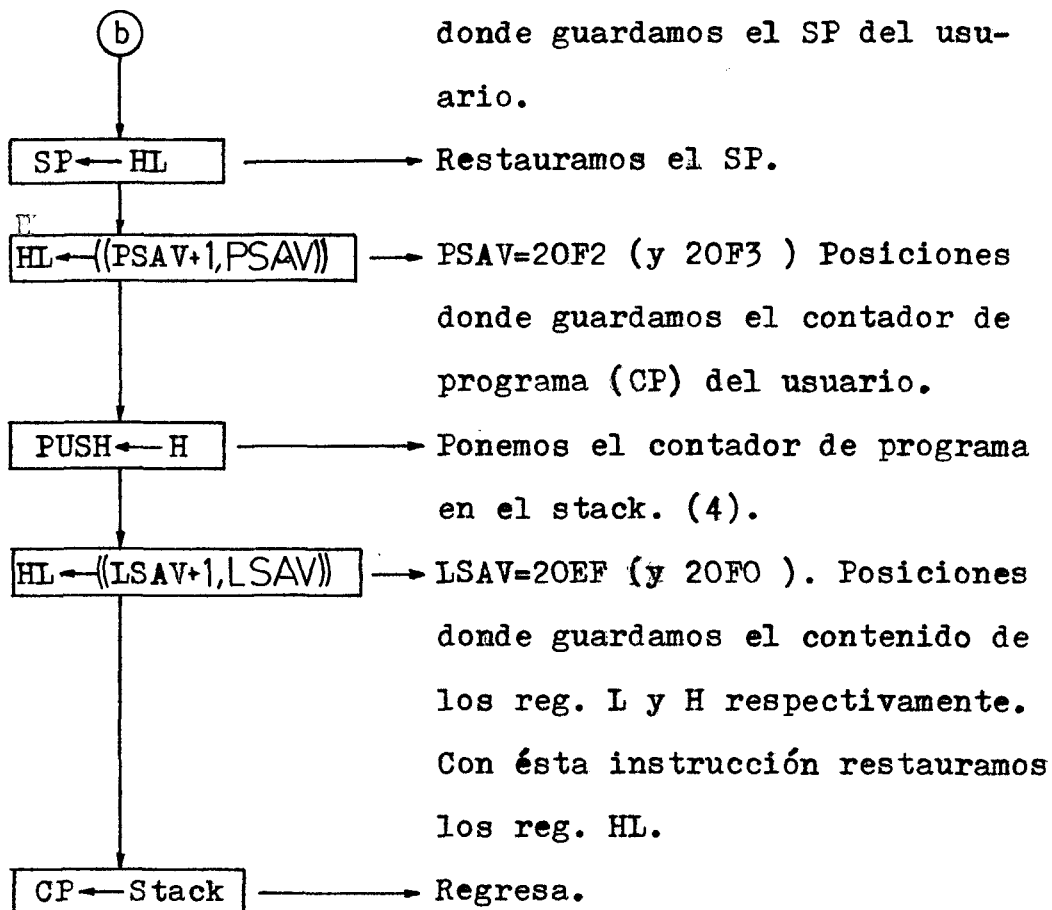 b
donde guardamos el SP del usu-
ario.
SP←HL
Restauramos el SP.
HL←((PSAV+1,PSAV))
PSAV=20F2 (y 20F3 ) Posiciones
donde guardamos el contador de
programa (CP) del usuario.
PUSH←H
Ponemos el contador de programa
en el stack. (4).
HL←((LSAV+1,LSAV))
LSAV=20EF (y 20F0 ). Posiciones
donde guardamos el contenido de
los reg. L y H respectivamente.
Con ésta instrucción restauramos
los reg. HL.
CP←Stack
Regresa.